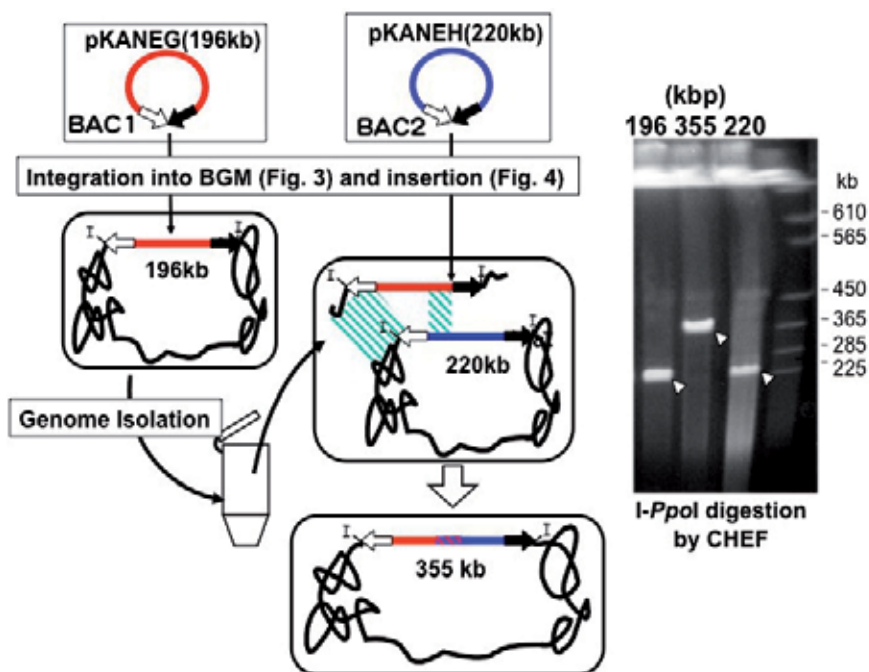 pKANEG(196kb)
BAC1
pKANEH(220kb)
BAC2
Integration into BGM (Fig. 3) and insertion (Fig. 4)
I
I
196kb
Genome Isolation
I
I
220kb
I
I
355 kb
(kbp)
196 355 220
kb
610
565
450
365
285
225
I-PpoI digestion
by CHEF